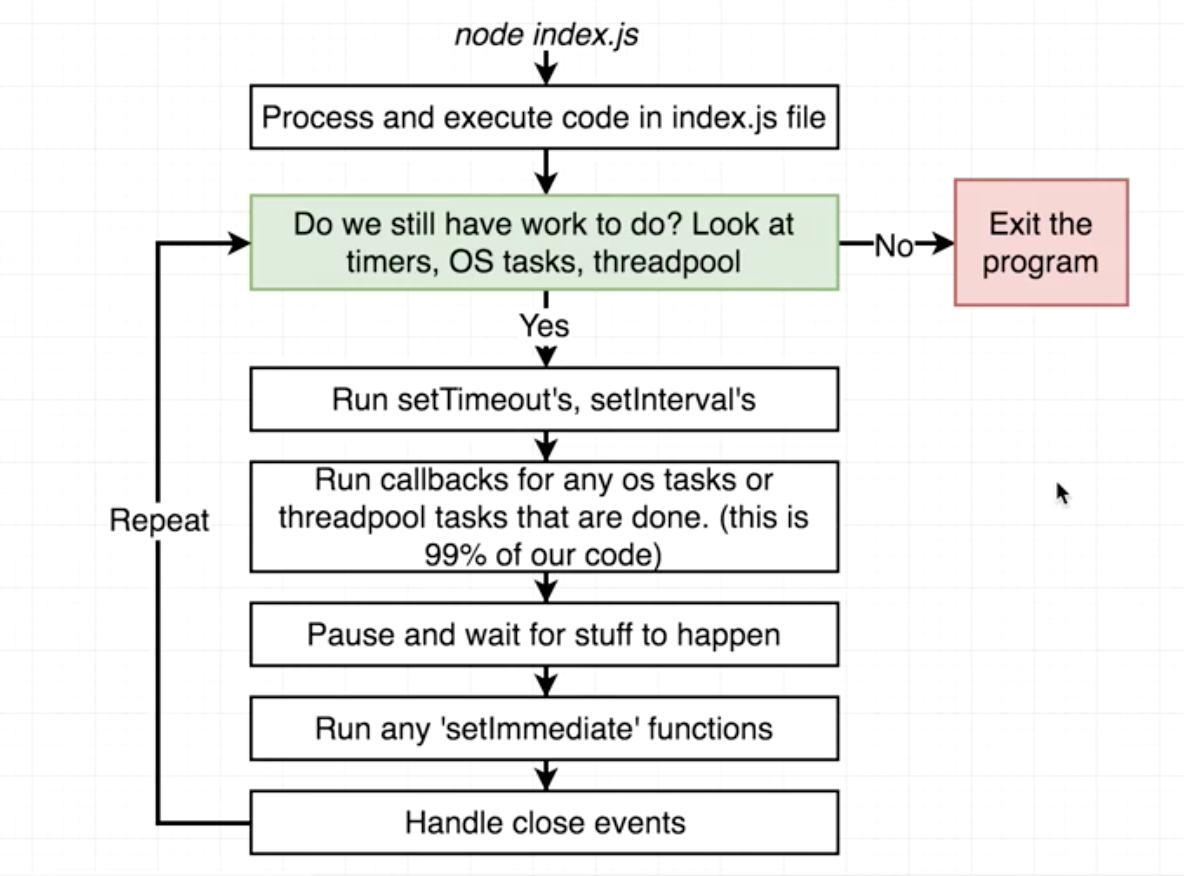 node index.js
Process and execute code in index.js file
Do we still have work to do? Look at
timers, OS tasks, threadpool
No
Exit the
program
Yes
Run setTimeout's, setInterval's
Run callbacks for any os tasks or
threadpool tasks that are done. (this is
99% of our code)
Repeat
Pause and wait for stuff to happen
Run any 'setImmediate' functions
Handle close events